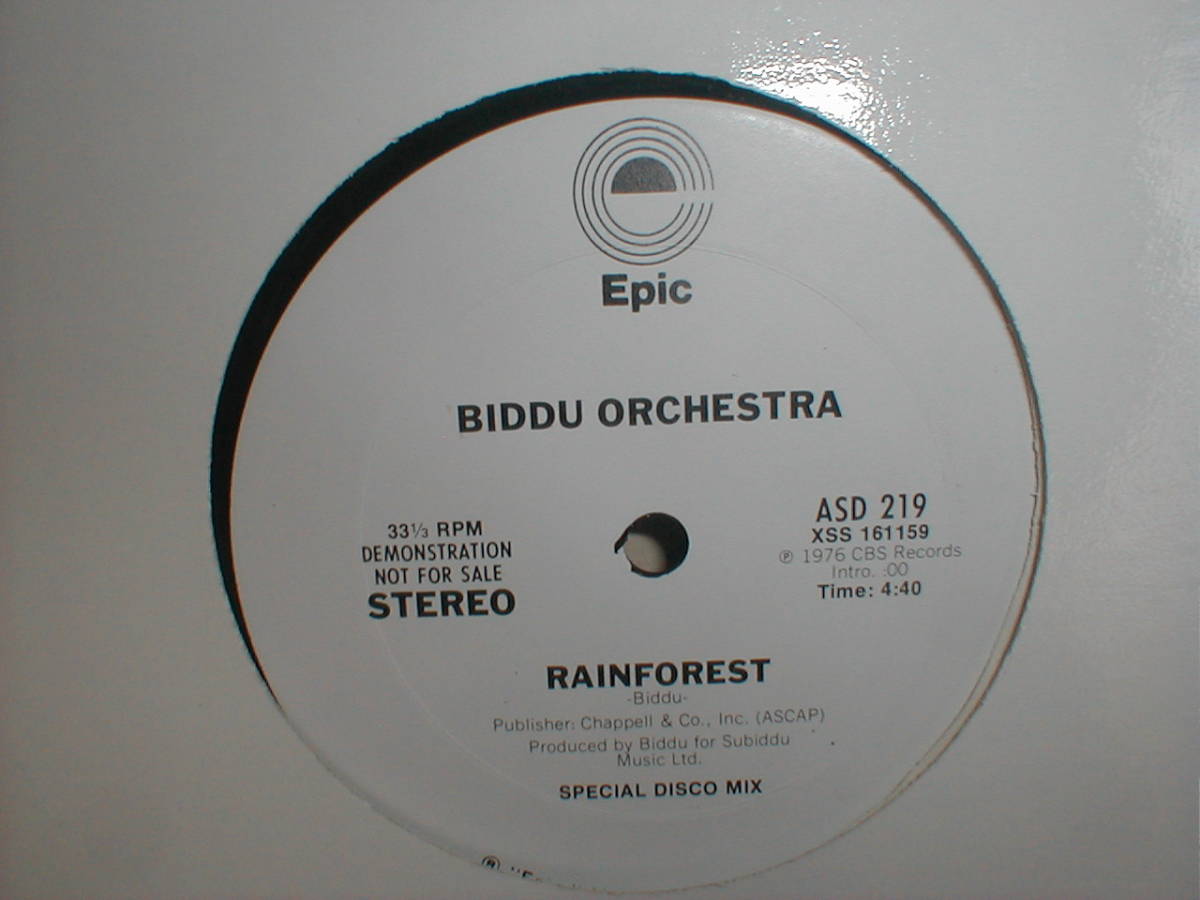 Epic
BIDDU ORCHESTRA
33⅓ RPM
DEMONSTRATION
NOT FOR SALE
STEREO
ASD 219
XSS 161159
℗ 1976 CBS Records
Intro. :00
Time: 4:40
RAINFOREST
-Biddu-
Publisher: Chappell & Co., Inc. (ASCAP)
Produced by Biddu for Subiddu
Music Ltd.
SPECIAL DISCO MIX